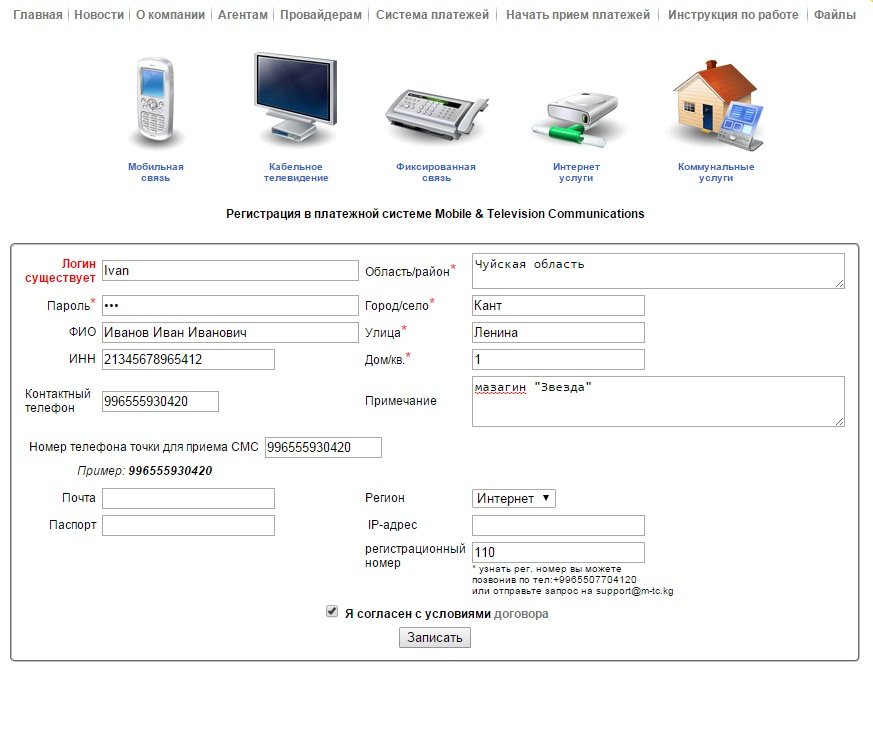 Главная Новости О компании Агентам Провайдерам Система платежей Начать прием платежей Инструкция по работе Файлы
Мобильная
связь
Кабельное
телевидение
Фиксированная
связь
Интернет
услуги
Коммунальные
услуги
Регистрация в платежной системе Mobile & Television Communications
Логин
существует
Ivan
Область/район*
Чуйская область
Пароль*
•••
Город/село*
Кант
ФИО
Иванов Иван Иванович
Улица*
Ленина
ИНН
21345678965412
Дом/кв.*
1
Контактный
телефон
996555930420
Примечание
мазагин "Звезда"
Номер телефона точки для приема СМС
996555930420
Пример: 996555930420
Почта
Регион
Интернет ▼
Паспорт
IP-адрес
регистрационный
номер
110
* узнать рег. номер вы можете
позвонив по тел:+9965507704120
или отправьте запрос на support@m-tc.kg
Я согласен с условиями договора
Записать